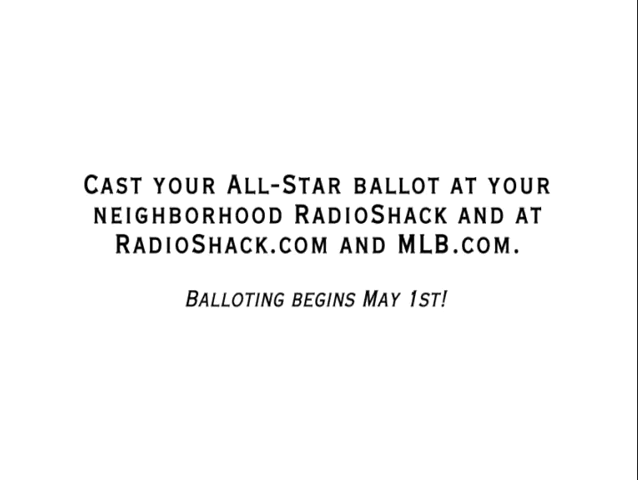 Cast your All-Star ballot at your
neighborhood RadioShack and at
RadioShack.com and MLB.com.
Balloting begins May 1st!